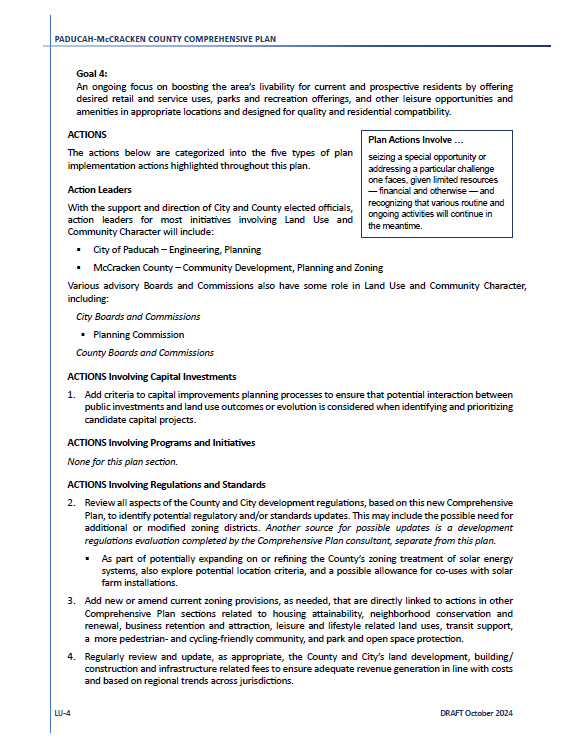 PADUCAH-McCRACKEN COUNTY COMPREHENSIVE PLAN
Goal 4:
An ongoing focus on boosting the area's livability for current and prospective residents by offering
desired retail and service uses, parks and recreation offerings, and other leisure opportunities and
amenities in appropriate locations and designed for quality and residential compatibility.
ACTIONS
The actions below are categorized into the five types of plan
implementation actions highlighted throughout this plan.
Plan Actions Involve …
seizing a special opportunity or
addressing a particular challenge
one faces, given limited resources
— financial and otherwise — and
recognizing that various routine and
ongoing activities will continue in
the meantime.
Action Leaders
With the support and direction of City and County elected officials,
action leaders for most initiatives involving Land Use and
Community Character will include:
▪ City of Paducah – Engineering, Planning
▪ McCracken County – Community Development, Planning and Zoning
Various advisory Boards and Commissions also have some role in Land Use and Community Character,
including:
City Boards and Commissions
▪ Planning Commission
County Boards and Commissions
ACTIONS Involving Capital Investments
1. Add criteria to capital improvements planning processes to ensure that potential interaction between
public investments and land use outcomes or evolution is considered when identifying and prioritizing
candidate capital projects.
ACTIONS Involving Programs and Initiatives
None for this plan section.
ACTIONS Involving Regulations and Standards
2. Review all aspects of the County and City development regulations, based on this new Comprehensive
Plan, to identify potential regulatory and/or standards updates. This may include the possible need for
additional or modified zoning districts. Another source for possible updates is a development
regulations evaluation completed by the Comprehensive Plan consultant, separate from this plan.
▪ As part of potentially expanding on or refining the County's zoning treatment of solar energy
systems, also explore potential location criteria, and a possible allowance for co-uses with solar
farm installations.
3. Add new or amend current zoning provisions, as needed, that are directly linked to actions in other
Comprehensive Plan sections related to housing attainability, neighborhood conservation and
renewal, business retention and attraction, leisure and lifestyle related land uses, transit support,
a more pedestrian- and cycling-friendly community, and park and open space protection.
4. Regularly review and update, as appropriate, the County and City's land development, building/
construction and infrastructure related fees to ensure adequate revenue generation in line with costs
and based on regional trends across jurisdictions.
LU-4
DRAFT October 2024